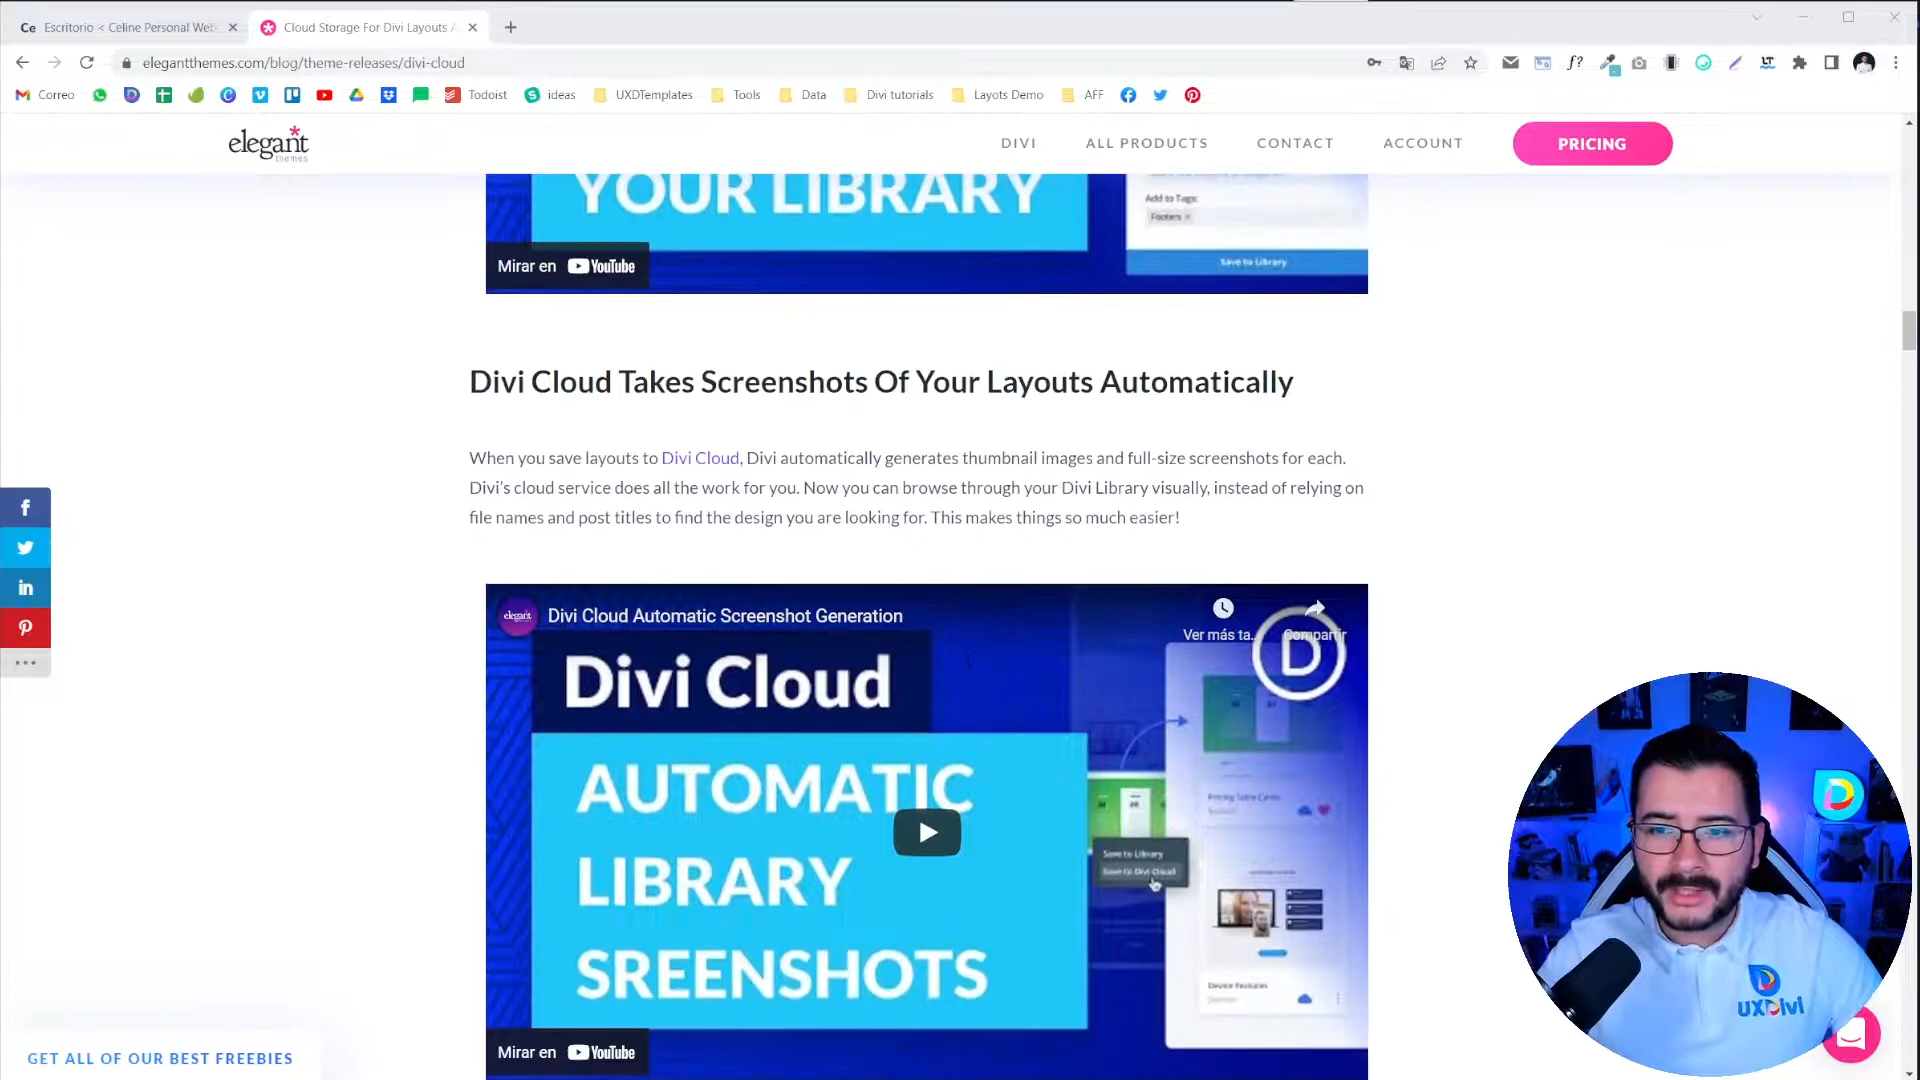 Ce Escritorio < Celine Personal Web
Cloud Storage For Divi Layouts A
elegantthemes.com/blog/theme-releases/divi-cloud
Correo
Todoist
ideas
UXDTemplates
Tools
Data
Divi tutorials
Layots Demo
AFF
elegant themes
DIVI
ALL PRODUCTS
CONTACT
ACCOUNT
PRICING
YOUR LIBRARY
Add to Tags:
Footers ×
Save to Library
Mirar en YouTube
Divi Cloud Takes Screenshots Of Your Layouts Automatically
When you save layouts to Divi Cloud, Divi automatically generates thumbnail images and full-size screenshots for each.
Divi's cloud service does all the work for you. Now you can browse through your Divi Library visually, instead of relying on
file names and post titles to find the design you are looking for. This makes things so much easier!
elegant
Divi Cloud Automatic Screenshot Generation
Ver más ta...
Compartir
D
Divi Cloud
AUTOMATIC
LIBRARY
SREENSHOTS
Save to Library
Save to Divi Cloud
Device Features
Mirar en YouTube
GET ALL OF OUR BEST FREEBIES
UXDivi